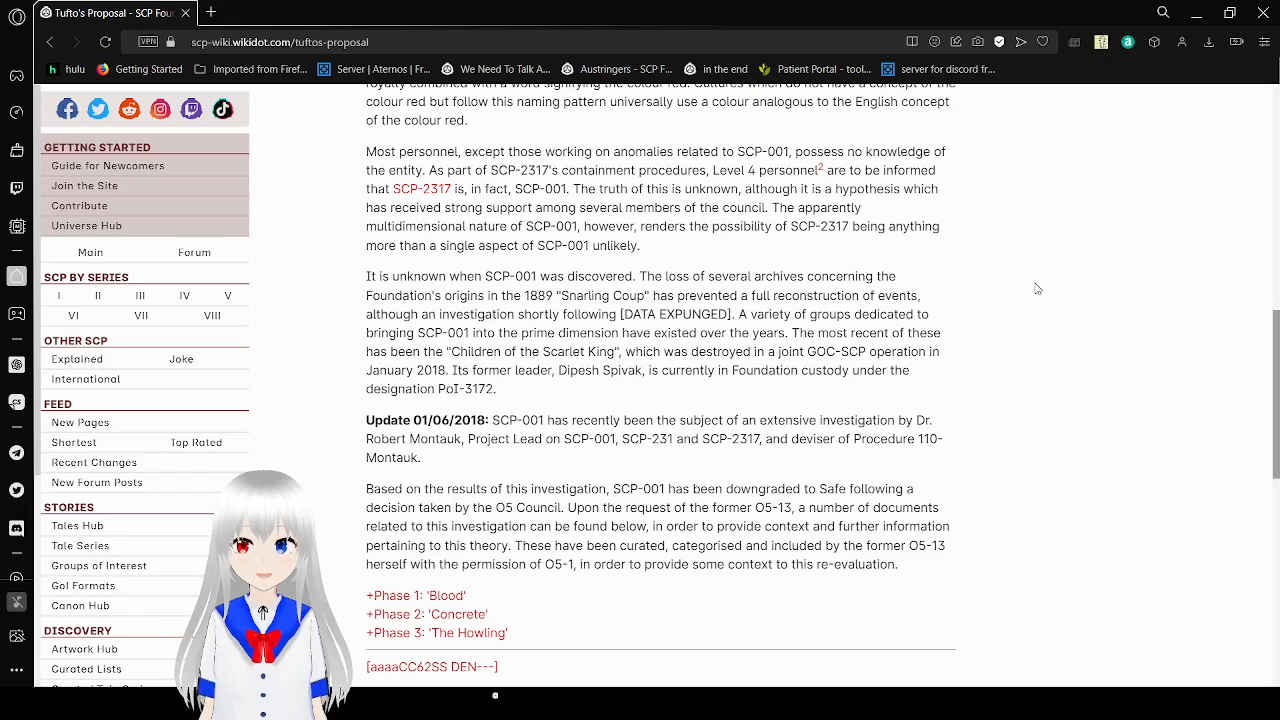 Tufto's Proposal - SCP Four
scp-wiki.wikidot.com/tuftos-proposal
VPN
hulu
Getting Started
Imported from Firef...
Server | Aternos | Fr...
We Need To Talk A...
Austringers - SCP F...
in the end
Patient Portal - tool...
server for discord fr...
GETTING STARTED
Guide for Newcomers
Join the Site
Contribute
Universe Hub
Main Forum
SCP BY SERIES
I II III IV V
VI VII VIII
OTHER SCP
Explained Joke
International
FEED
New Pages
Shortest Top Rated
Recent Changes
New Forum Posts
STORIES
Tales Hub
Tale Series
Groups of Interest
GoI Formats
Canon Hub
DISCOVERY
Artwork Hub
Curated Lists
royalty combined with a word signifying the colour red. Cultures which do not have a concept of the
colour red but follow this naming pattern universally use a colour analogous to the English concept
of the colour red.
Most personnel, except those working on anomalies related to SCP-001, possess no knowledge of
the entity. As part of SCP-2317's containment procedures, Level 4 personnel2 are to be informed
that SCP-2317 is, in fact, SCP-001. The truth of this is unknown, although it is a hypothesis which
has received strong support among several members of the council. The apparently
multidimensional nature of SCP-001, however, renders the possibility of SCP-2317 being anything
more than a single aspect of SCP-001 unlikely.
It is unknown when SCP-001 was discovered. The loss of several archives concerning the
Foundation's origins in the 1889 "Snarling Coup" has prevented a full reconstruction of events,
although an investigation shortly following [DATA EXPUNGED]. A variety of groups dedicated to
bringing SCP-001 into the prime dimension have existed over the years. The most recent of these
has been the "Children of the Scarlet King", which was destroyed in a joint GOC-SCP operation in
January 2018. Its former leader, Dipesh Spivak, is currently in Foundation custody under the
designation PoI-3172.
Update 01/06/2018: SCP-001 has recently been the subject of an extensive investigation by Dr.
Robert Montauk, Project Lead on SCP-001, SCP-231 and SCP-2317, and deviser of Procedure 110-
Montauk.
Based on the results of this investigation, SCP-001 has been downgraded to Safe following a
decision taken by the O5 Council. Upon the request of the former O5-13, a number of documents
related to this investigation can be found below, in order to provide context and further information
pertaining to this theory. These have been curated, categorised and included by the former O5-13
herself with the permission of O5-1, in order to provide some context to this re-evaluation.
+Phase 1: 'Blood'
+Phase 2: 'Concrete'
+Phase 3: 'The Howling'
[aaaaCC62SS DEN---]